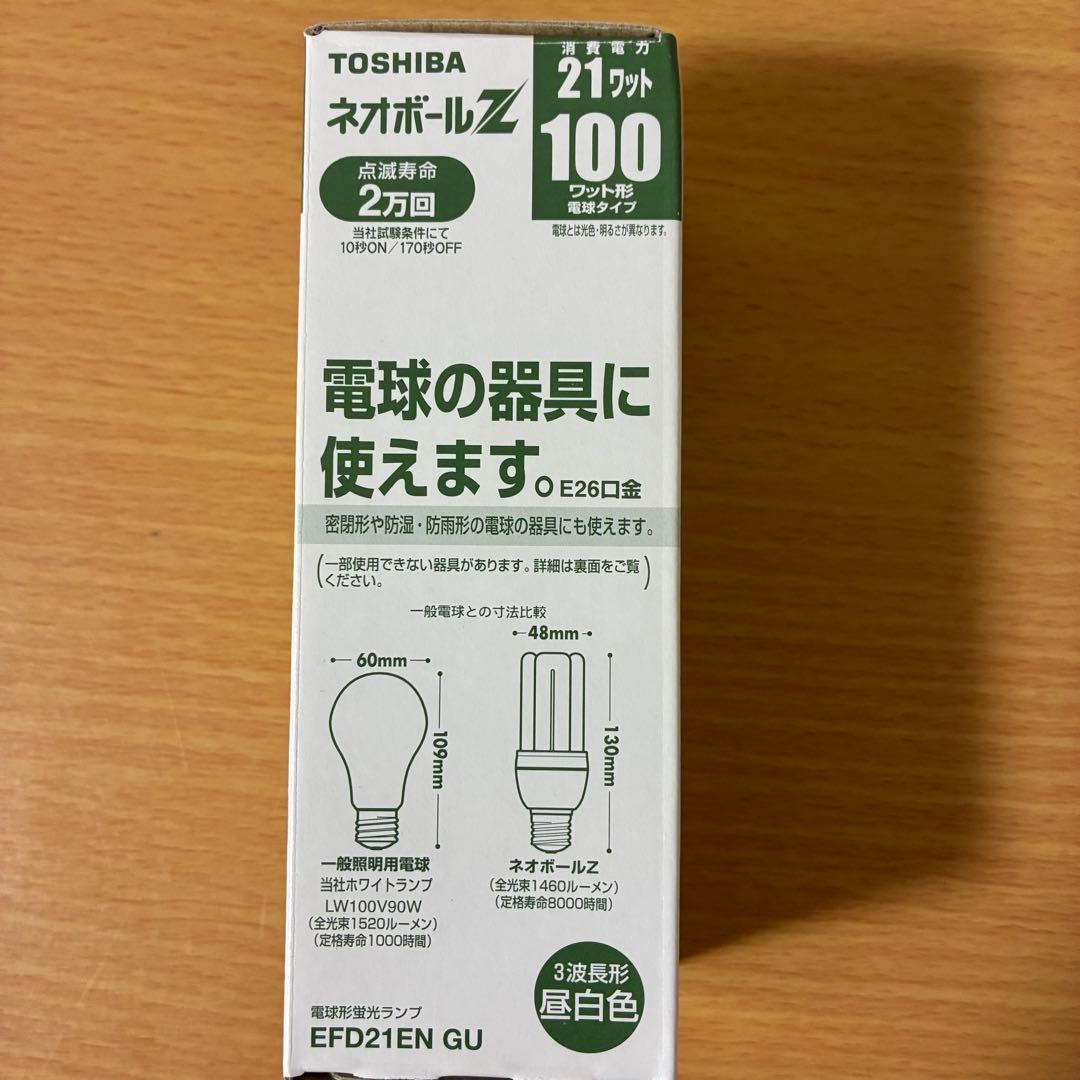 TOSHIBA
ネオボールZ
点滅寿命
2万回
当社試験条件にて
10秒ON/170秒OFF
消費電力
21ワット
100
ワット形
電球タイプ
電球とは光色・明るさが異なります。
電球の器具に
使えます。E26口金
密閉形や防湿・防雨形の電球の器具にも使えます。
(一部使用できない器具があります。詳細は裏面をご覧
ください。)
一般電球との寸法比較
60mm
109mm
一般照明用電球
当社ホワイトランプ
LW100V90W
(全光束1520ルーメン)
(定格寿命1000時間)
48mm
130mm
ネオボールZ
(全光束1460ルーメン)
(定格寿命8000時間)
3波長形
昼白色
電球形蛍光ランプ
EFD21EN GU